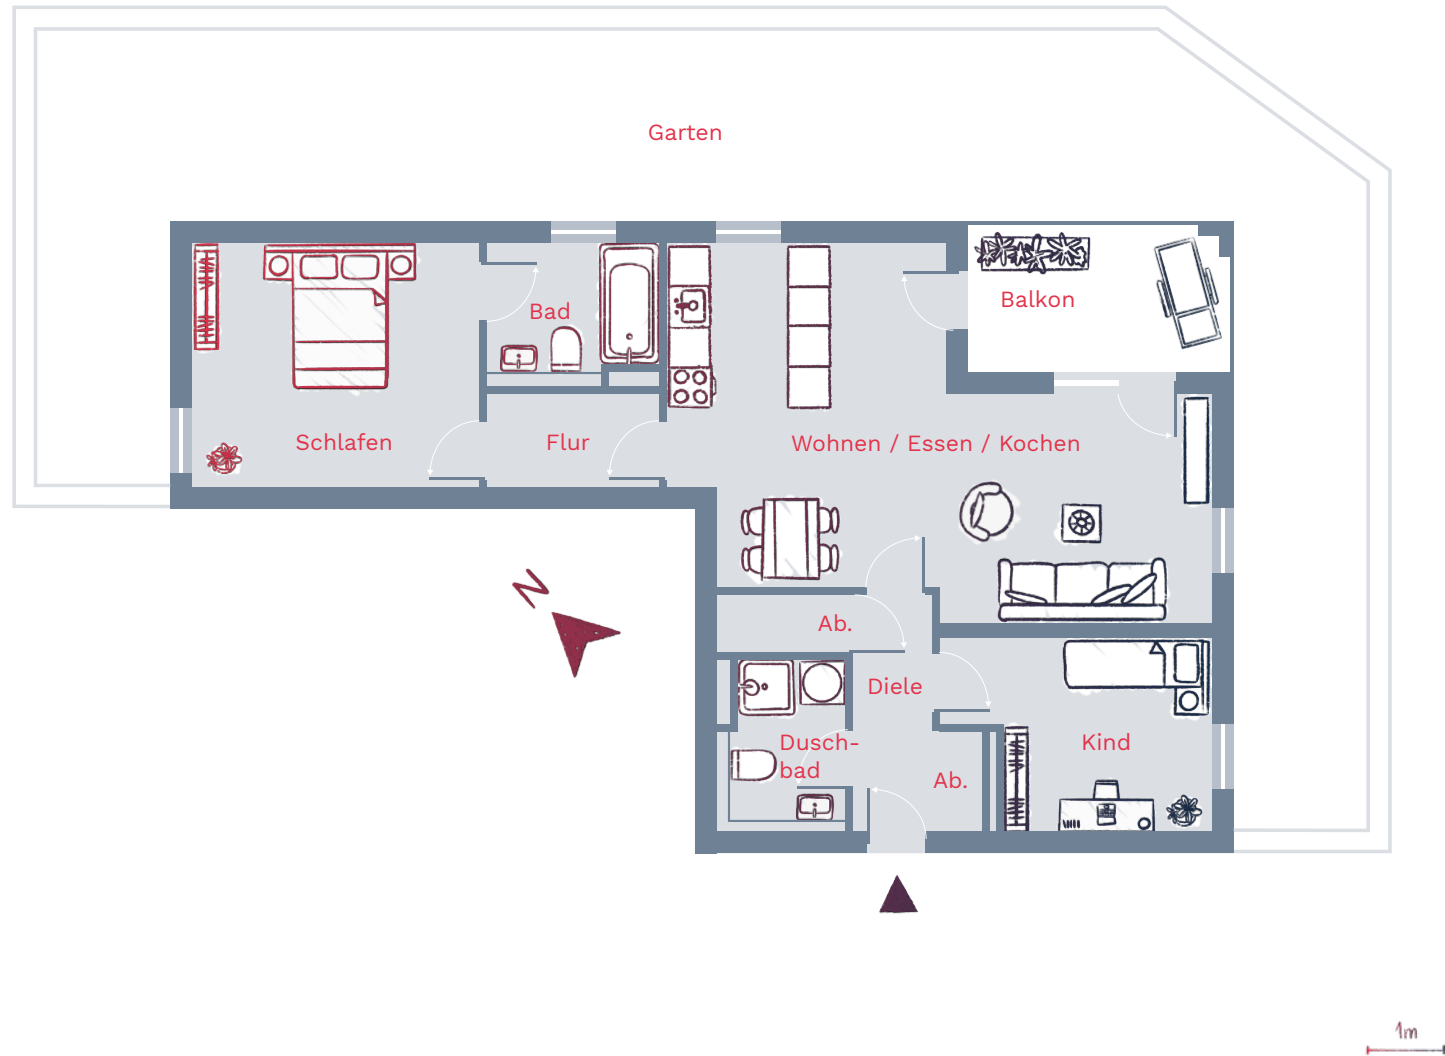 Garten
Balkon
Bad
Schlafen
Flur
Wohnen / Essen / Kochen
N
Ab.
Diele
Dusch-
bad
Kind
Ab.
1m